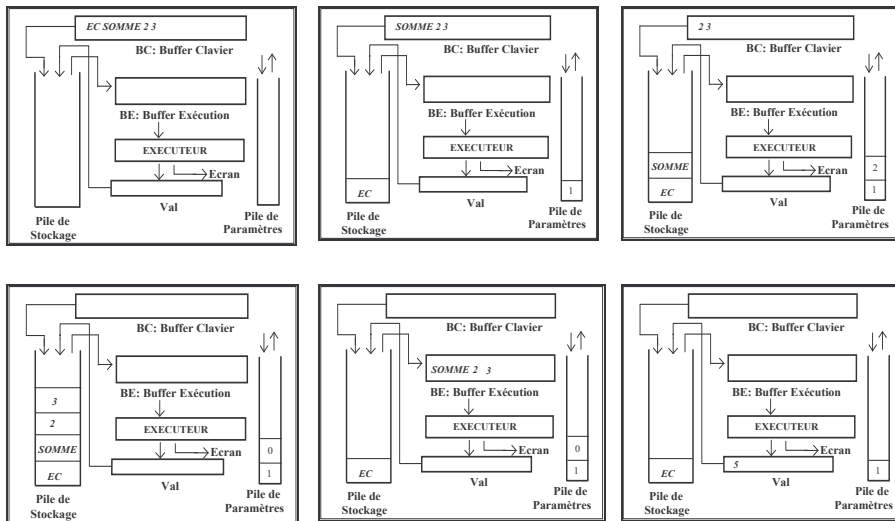 EC SOMME 2 3
BC: Buffer Clavier
BE: Buffer Exécution
EXECUTEUR
Ecran
Val
Pile de
Stockage
Pile de
Paramètres
SOMME 2 3
BC: Buffer Clavier
BE: Buffer Exécution
EXECUTEUR
Ecran
EC
1
Val
Pile de
Stockage
Pile de
Paramètres
2 3
BC: Buffer Clavier
BE: Buffer Exécution
EXECUTEUR
SOMME
Ecran
2
EC
1
Val
Pile de
Stockage
Pile de
Paramètres
BC: Buffer Clavier
BE: Buffer Exécution
3
2
EXECUTEUR
SOMME
Ecran
0
EC
1
Val
Pile de
Stockage
Pile de
Paramètres
BC: Buffer Clavier
SOMME 2 3
BE: Buffer Exécution
EXECUTEUR
Ecran
0
EC
1
Val
Pile de
Stockage
Pile de
Paramètres
BC: Buffer Clavier
BE: Buffer Exécution
EXECUTEUR
Ecran
EC
5
1
Val
Pile de
Stockage
Pile de
Paramètres